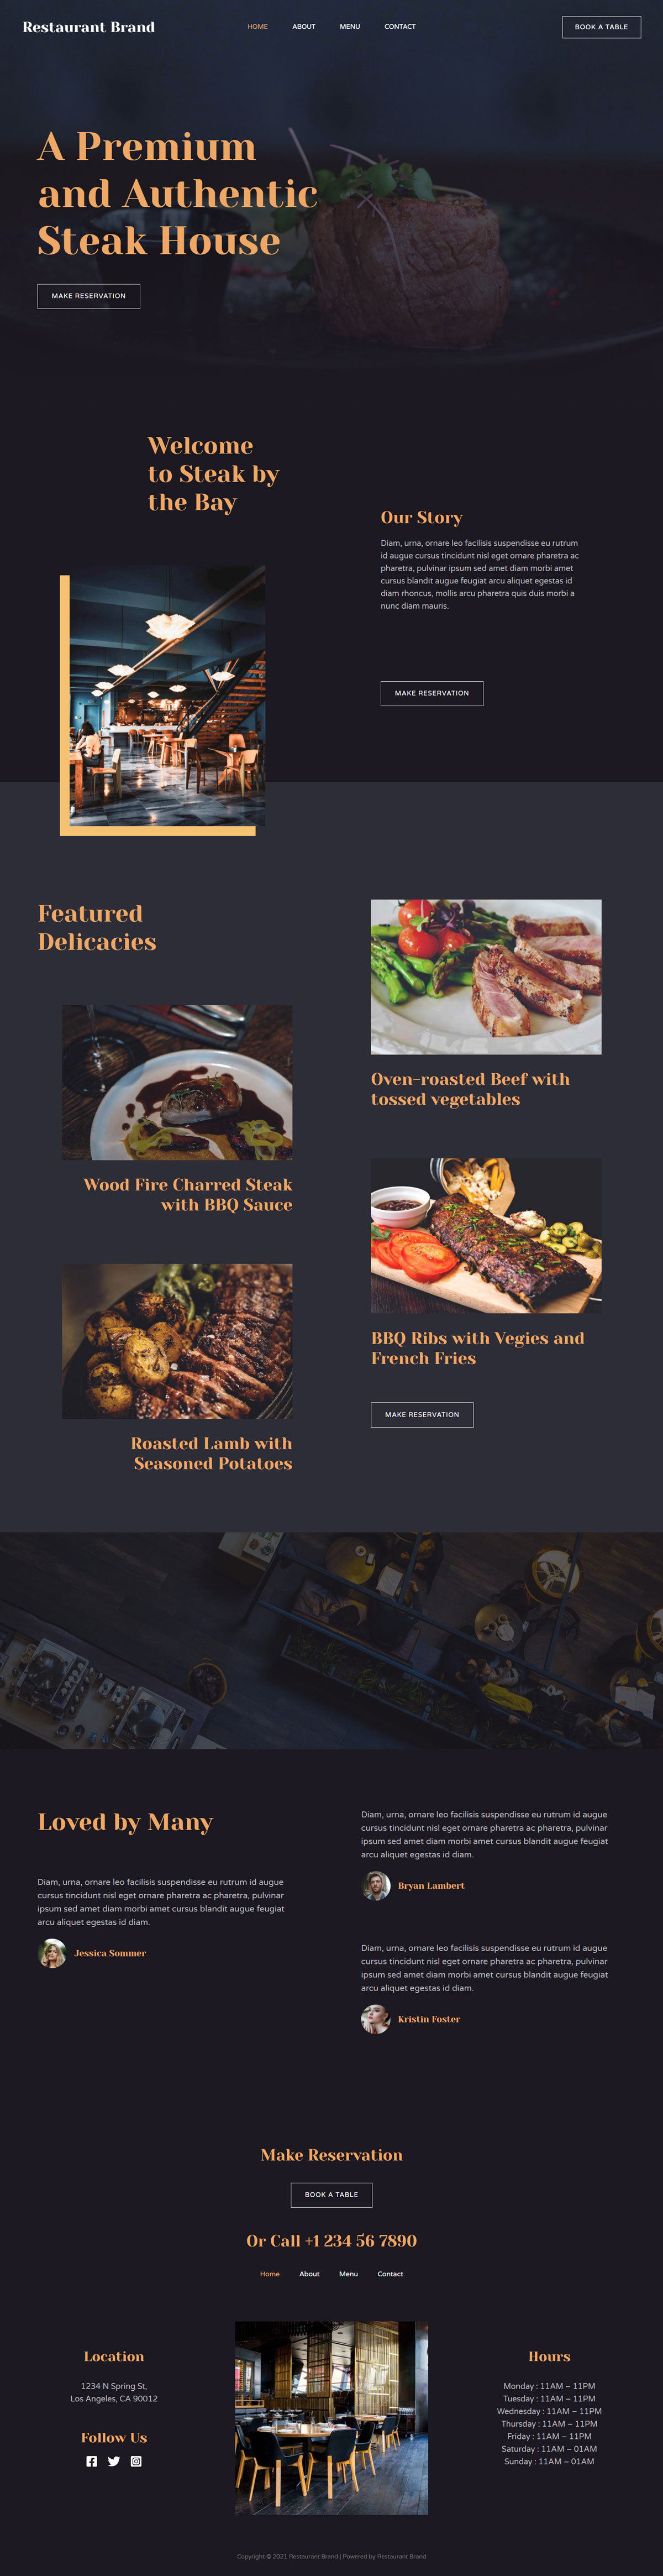 Restaurant Brand
HOME ABOUT MENU CONTACT
BOOK A TABLE
A Premium
and Authentic
Steak House
MAKE RESERVATION
Welcome
to Steak by
the Bay
Our Story
Diam, urna, ornare leo facilisis suspendisse eu rutrum
id augue cursus tincidunt nisl eget ornare pharetra ac
pharetra, pulvinar ipsum sed amet diam morbi amet
cursus blandit augue feugiat arcu aliquet egestas id
diam rhoncus, mollis arcu pharetra quis duis morbi a
nunc diam mauris.
MAKE RESERVATION
Featured
Delicacies
Wood Fire Charred Steak
with BBQ Sauce
Roasted Lamb with
Seasoned Potatoes
Oven-roasted Beef with
tossed vegetables
BBQ Ribs with Vegies and
French Fries
MAKE RESERVATION
Loved by Many
Diam, urna, ornare leo facilisis suspendisse eu rutrum id augue
cursus tincidunt nisl eget ornare pharetra ac pharetra, pulvinar
ipsum sed amet diam morbi amet cursus blandit augue feugiat
arcu aliquet egestas id diam.
Jessica Sommer
Diam, urna, ornare leo facilisis suspendisse eu rutrum id augue
cursus tincidunt nisl eget ornare pharetra ac pharetra, pulvinar
ipsum sed amet diam morbi amet cursus blandit augue feugiat
arcu aliquet egestas id diam.
Bryan Lambert
Diam, urna, ornare leo facilisis suspendisse eu rutrum id augue
cursus tincidunt nisl eget ornare pharetra ac pharetra, pulvinar
ipsum sed amet diam morbi amet cursus blandit augue feugiat
arcu aliquet egestas id diam.
Kristin Foster
Make Reservation
BOOK A TABLE
Or Call +1 234 56 7890
Home About Menu Contact
Location
1234 N Spring St,
Los Angeles, CA 90012
Follow Us
Hours
Monday : 11AM – 11PM
Tuesday : 11AM – 11PM
Wednesday : 11AM – 11PM
Thursday : 11AM – 11PM
Friday : 11AM – 11PM
Saturday : 11AM – 01AM
Sunday : 11AM – 01AM
Copyright © 2021 Restaurant Brand | Powered by Restaurant Brand